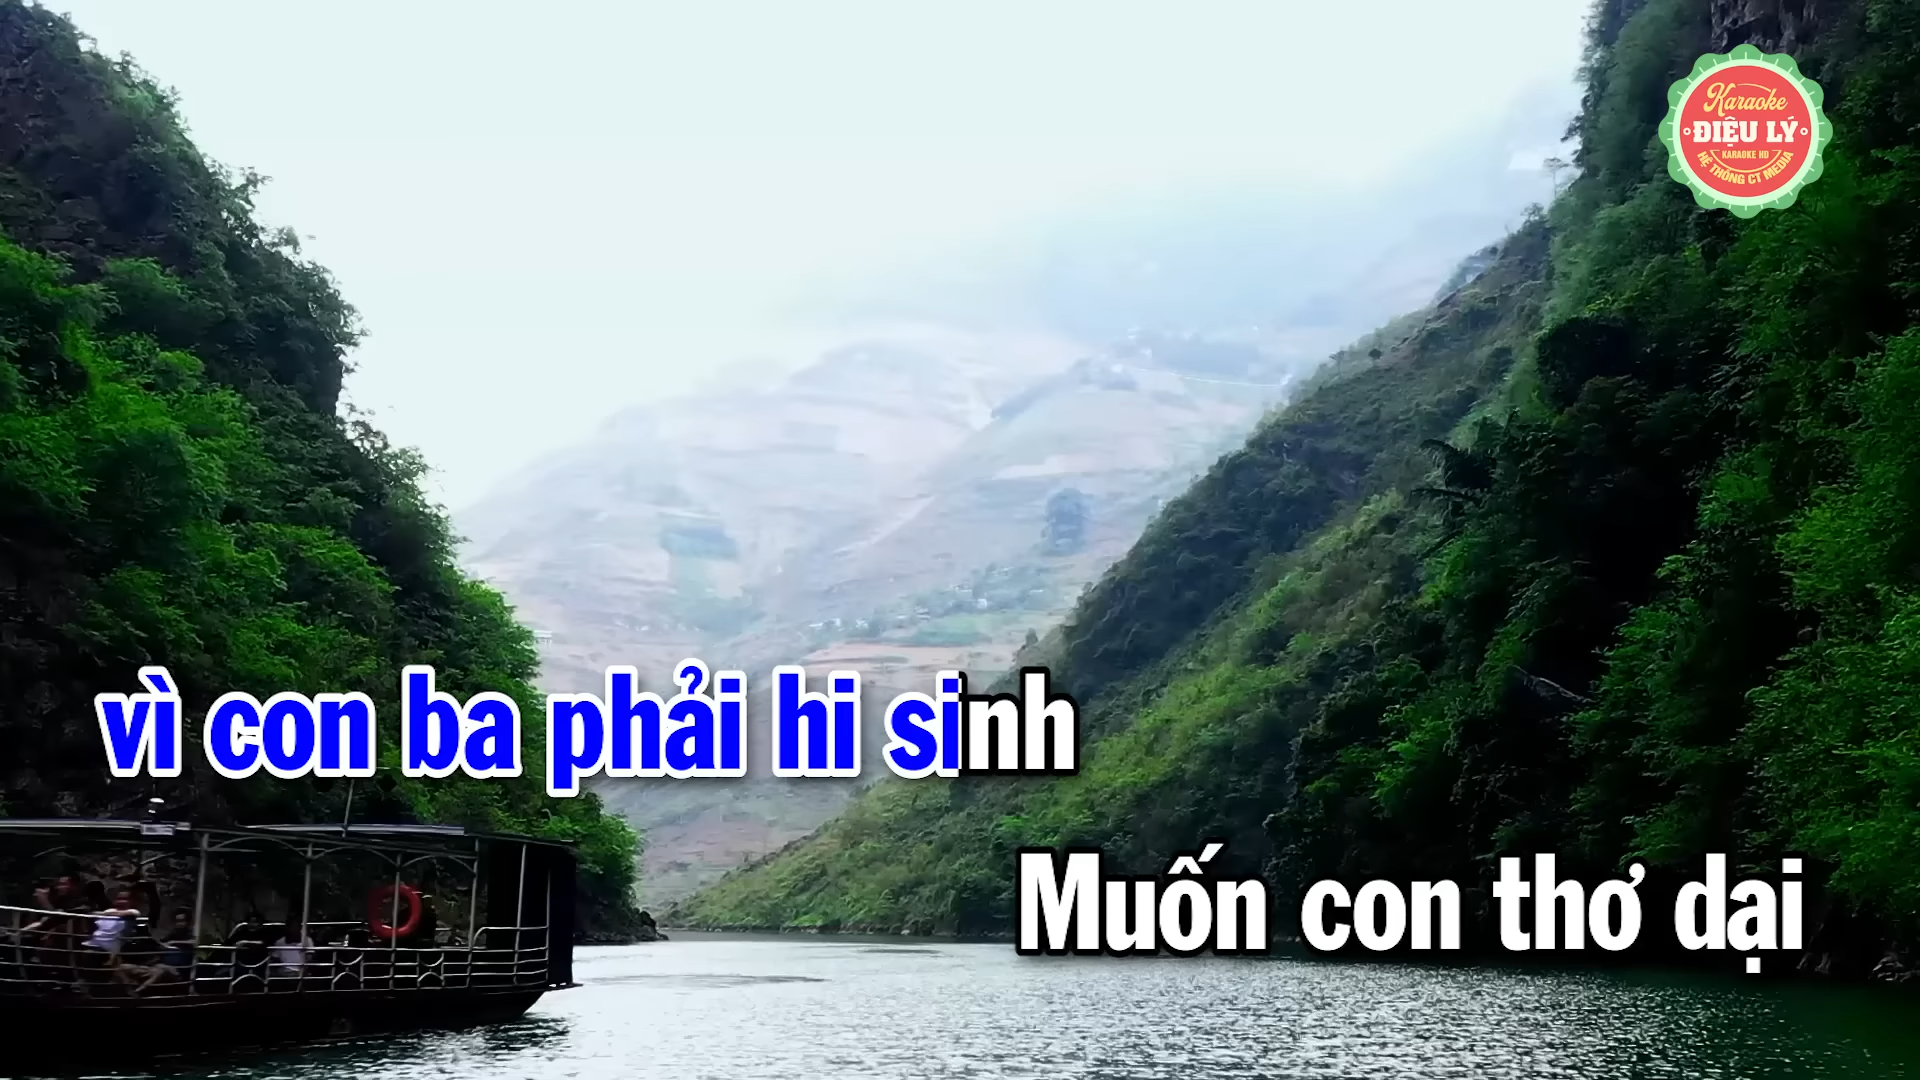 Karaoke
ĐIỆU LÝ
KARAOKE HD
HỆ THỐNG CT MEDIA
vì con ba phải hi sinh
Muốn con thơ dại